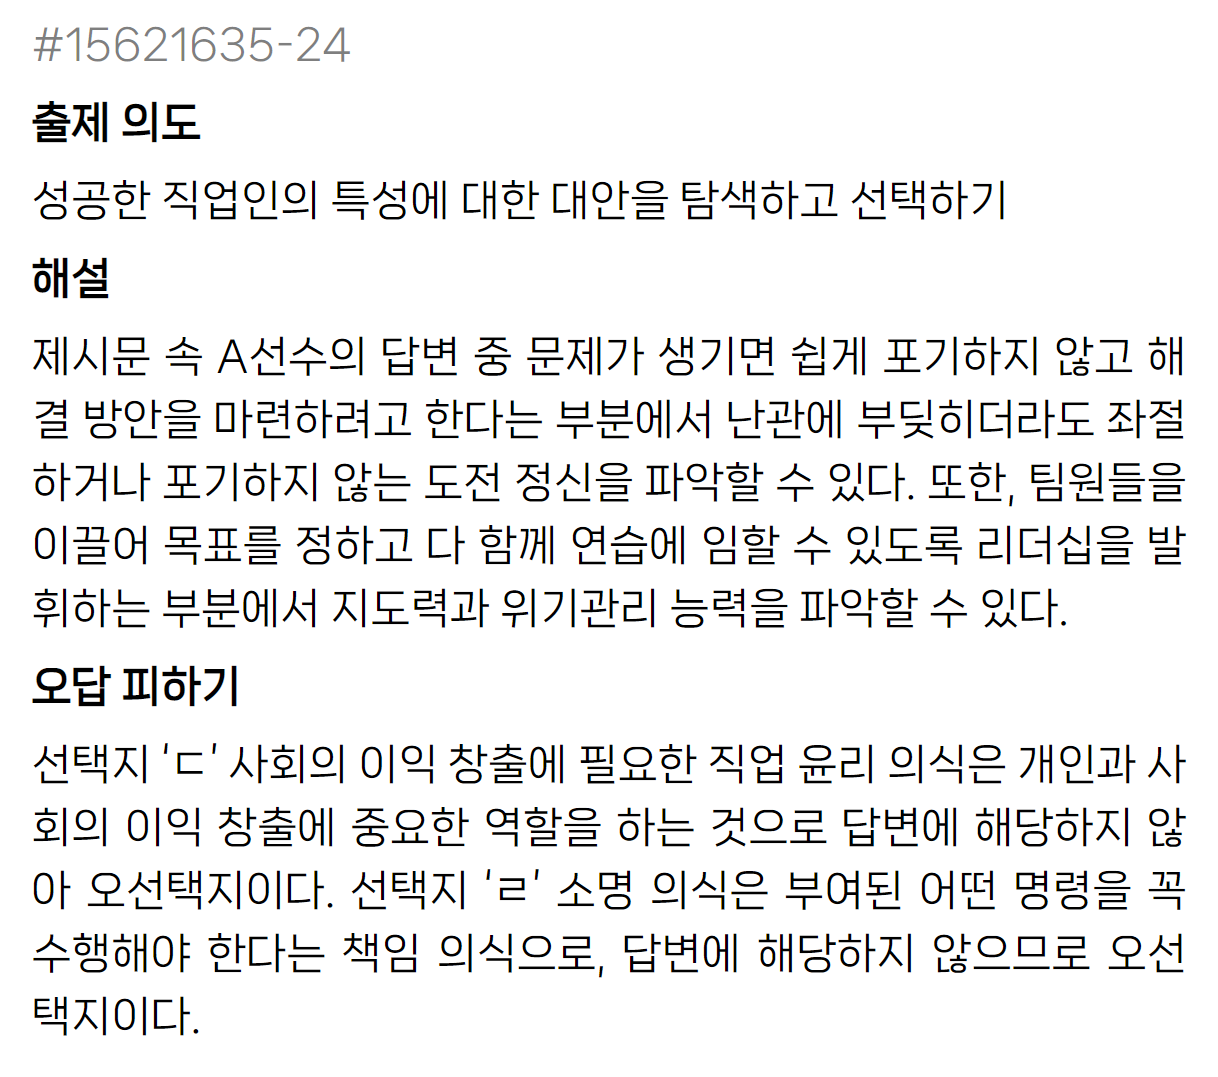 #15621635-24
출제 의도
성공한 직업인의 특성에 대한 대안을 탐색하고 선택하기
해설
제시문 속 A선수의 답변 중 문제가 생기면 쉽게 포기하지 않고 해
결 방안을 마련하려고 한다는 부분에서 난관에 부딪히더라도 좌절
하거나 포기하지 않는 도전 정신을 파악할 수 있다. 또한, 팀원들을
이끌어 목표를 정하고 다 함께 연습에 임할 수 있도록 리더십을 발
휘하는 부분에서 지도력과 위기관리 능력을 파악할 수 있다.
오답 피하기
선택지 ‘ㄷ’ 사회의 이익 창출에 필요한 직업 윤리 의식은 개인과 사
회의 이익 창출에 중요한 역할을 하는 것으로 답변에 해당하지 않
아 오선택지이다. 선택지 ‘ㄹ’ 소명 의식은 부여된 어떤 명령을 꼭
수행해야 한다는 책임 의식으로, 답변에 해당하지 않으므로 오선
택지이다.